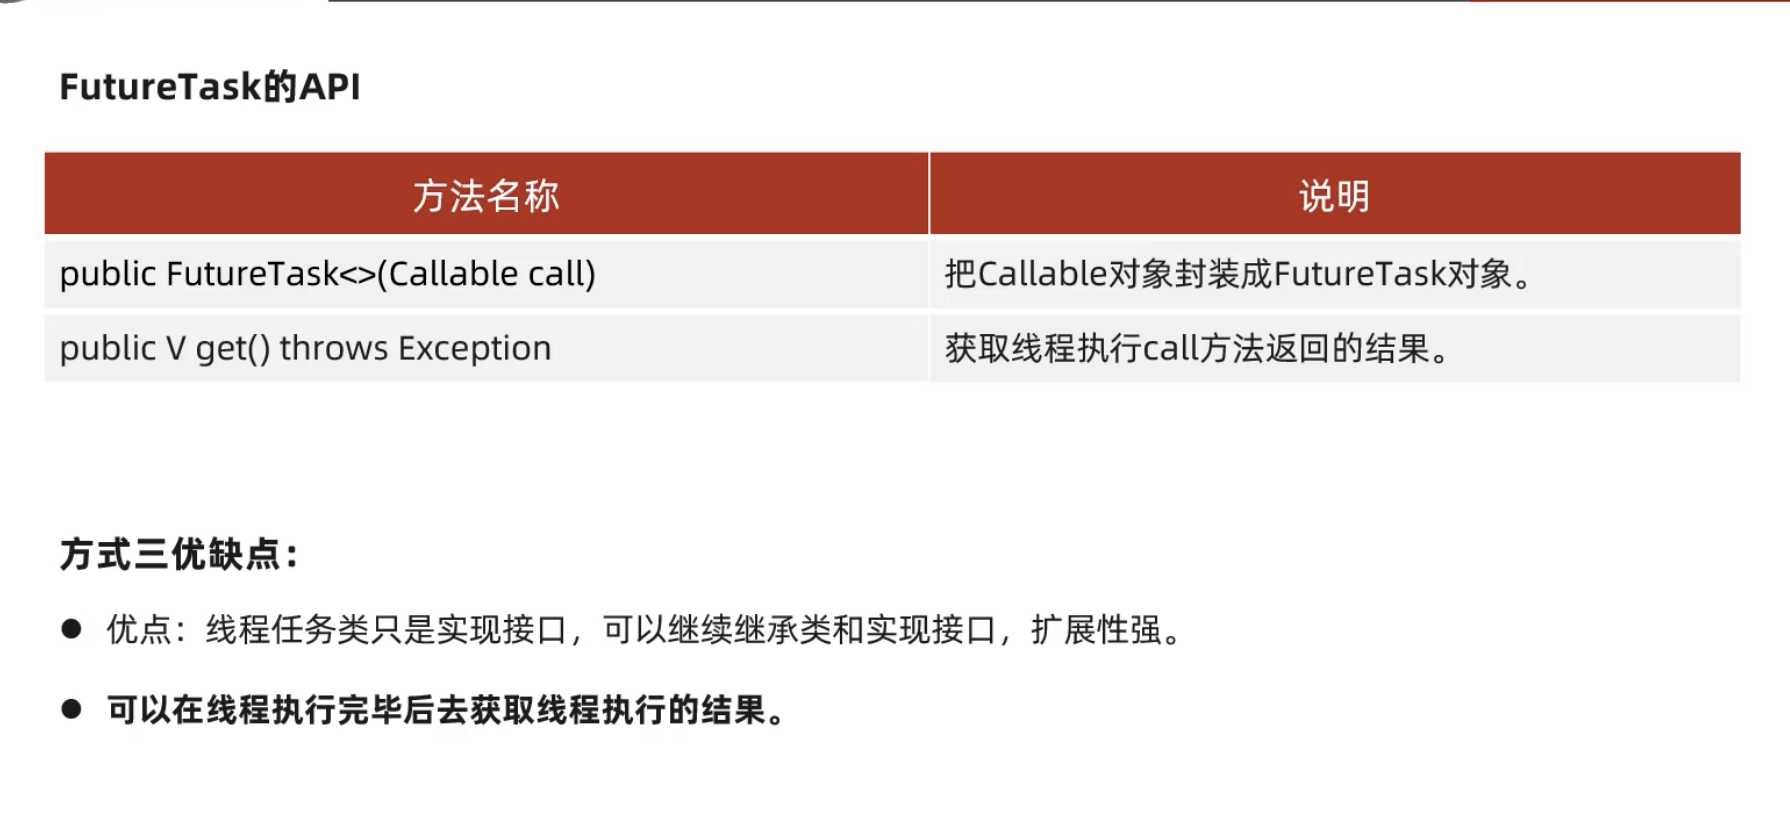 FutureTask的API
方法名称 说明
public FutureTask<>(Callable call) 把Callable对象封装成FutureTask对象。
public V get() throws Exception 获取线程执行call方法返回的结果。
方式三优缺点：
● 优点：线程任务类只是实现接口，可以继续继承类和实现接口，扩展性强。
● 可以在线程执行完毕后去获取线程执行的结果。